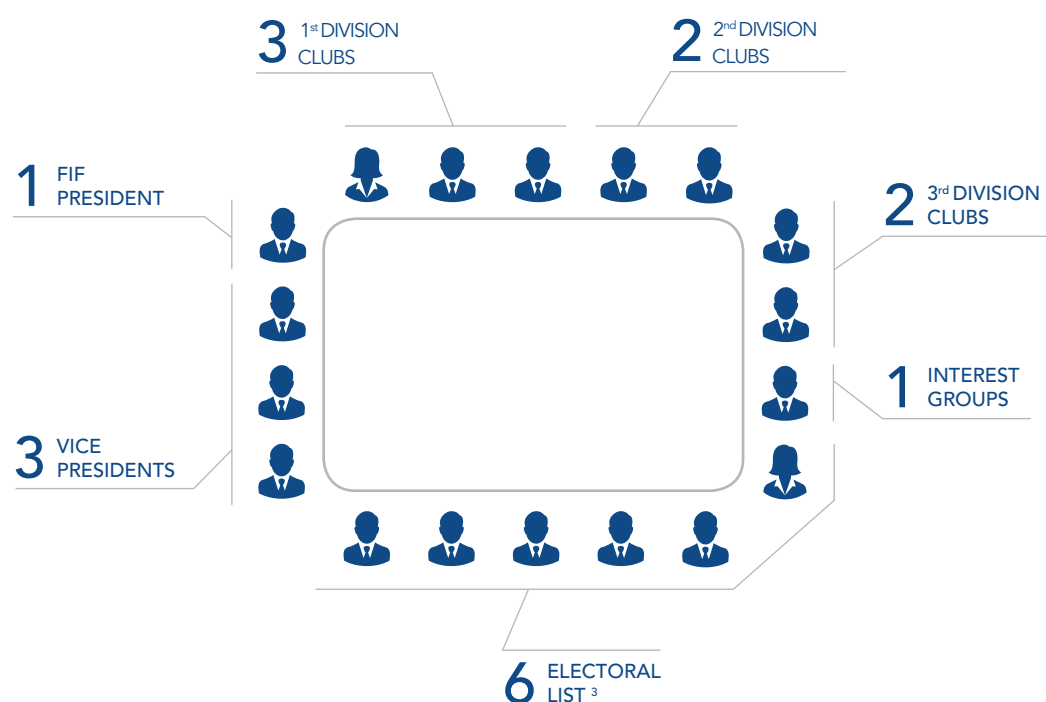 3 1st DIVISION
CLUBS
2 2nd DIVISION
CLUBS
1 FIF
PRESIDENT
2 3rd DIVISION
CLUBS
1 INTEREST
GROUPS
3 VICE
PRESIDENTS
6 ELECTORAL
LIST 3